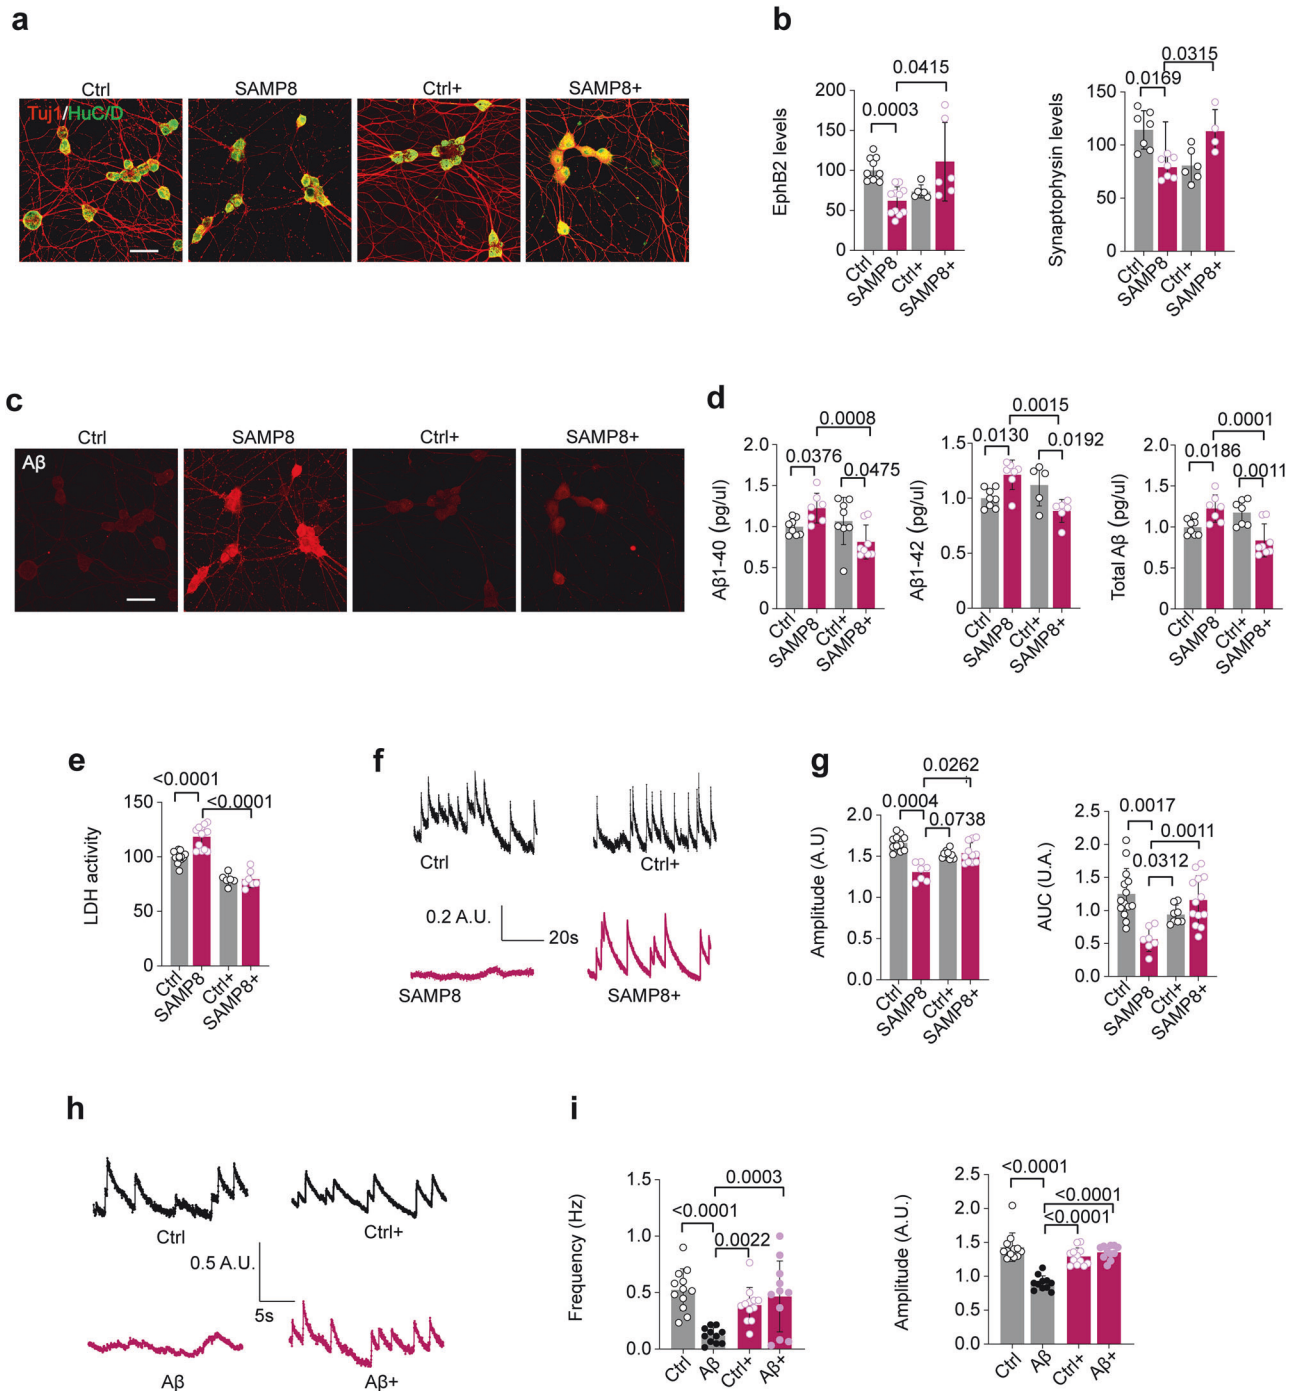 a
Ctrl
SAMP8
Ctrl+
SAMP8+
Tuj1/HuC/D
b
EphB2 levels
200
150
100
50
0
0.0003
0.0415
Ctrl
SAMP8
Ctrl+
SAMP8+
Synaptophysin levels
150
100
50
0
0.0169
0.0315
Ctrl
SAMP8
Ctrl+
SAMP8+
c
Ctrl
SAMP8
Ctrl+
SAMP8+
Aβ
d
Aβ1-40 (pg/ul)
2.0
1.5
1.0
0.5
0
0.0008
0.0376
0.0475
Ctrl
SAMP8
Ctrl+
SAMP8+
Aβ1-42 (pg/ul)
1.5
1.0
0.5
0
0.0015
0.0130
0.0192
Ctrl
SAMP8
Ctrl+
SAMP8+
Total Aβ (pg/ul)
2.0
1.5
1.0
0.5
0
0.0001
0.0186
0.0011
Ctrl
SAMP8
Ctrl+
SAMP8+
e
LDH activity
150
100
50
0
<0.0001
<0.0001
Ctrl
SAMP8
Ctrl+
SAMP8+
f
Ctrl
Ctrl+
0.2 A.U.
20s
SAMP8
SAMP8+
g
Amplitude (A.U)
2.0
1.5
1.0
0.5
0.0
0.0262
0.0004
0.0738
Ctrl
SAMP8
Ctrl+
SAMP8+
AUC (U.A.)
2.5
2.0
1.5
1.0
0.5
0.0
0.0017
0.0011
0.0312
Ctrl
SAMP8
Ctrl+
SAMP8+
h
Ctrl
Ctrl+
0.5 A.U.
5s
Aβ
Aβ+
i
Frequency (Hz)
1.5
1.0
0.5
0.0
0.0003
<0.0001
0.0022
Ctrl
Aβ
Ctrl+
Aβ+
Amplitude (A.U.)
2.5
2.0
1.5
1.0
0.5
0.0
<0.0001
<0.0001
<0.0001
Ctrl
Aβ
Ctrl+
Aβ+